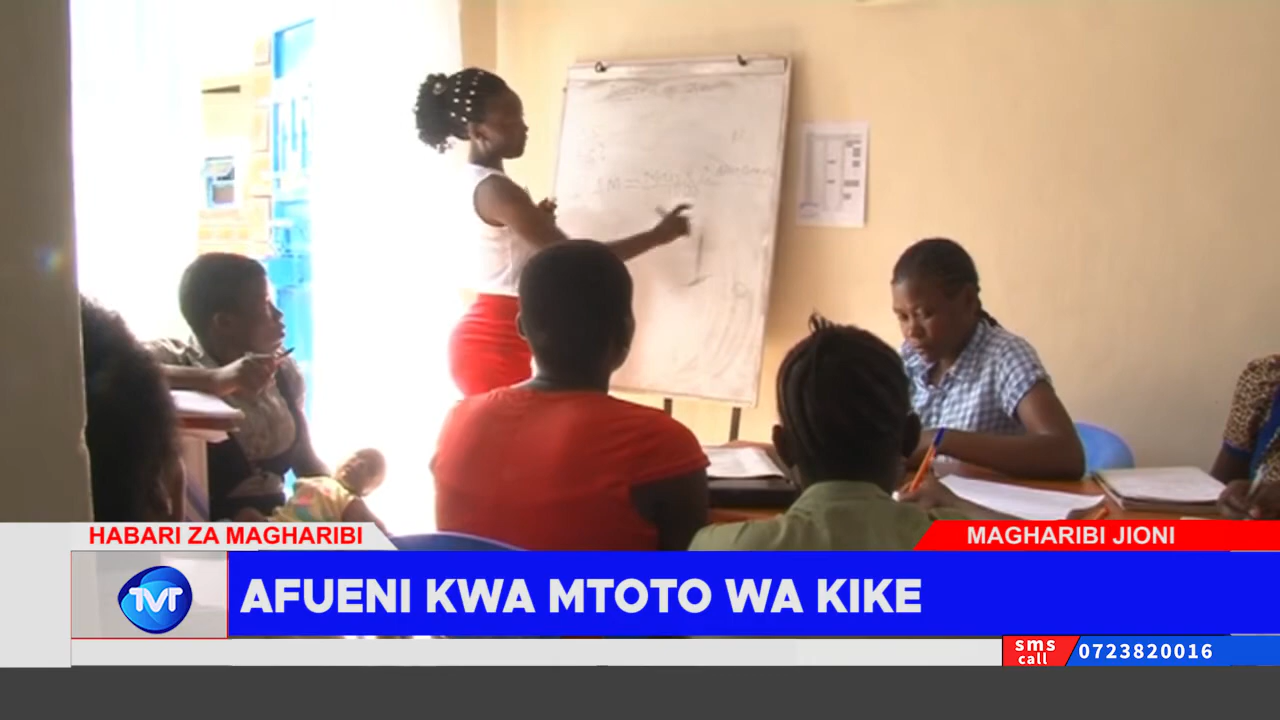 HABARI ZA MAGHARIBI
MAGHARIBI JIONI
TVT
AFUENI KWA MTOTO WA KIKE
sms
call
0723820016